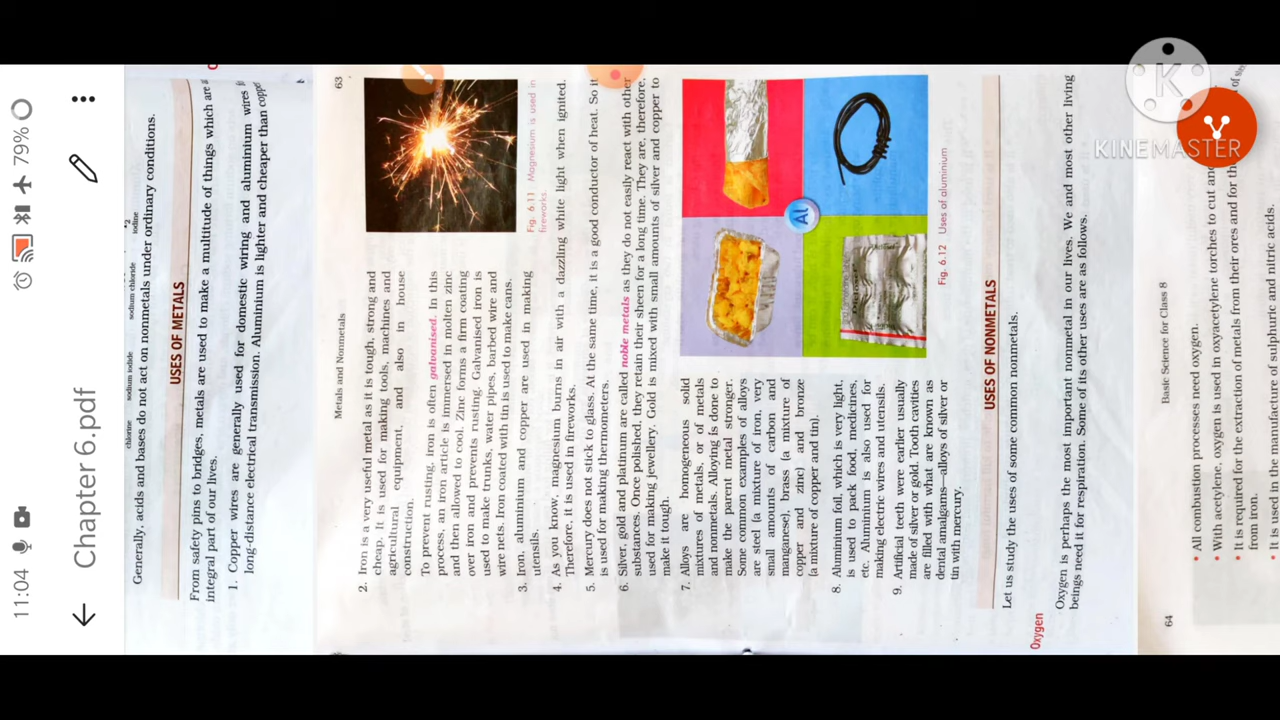 11:04
79%
Chapter 6.pdf
KINEMASTER
chlorine
sodium iodide
sodium chloride
iodine
Generally, acids and bases do not act on nonmetals under ordinary conditions.
USES OF METALS
From safety pins to bridges, metals are used to make a multitude of things which are
integral part of our lives.
1. Copper wires are generally used for domestic wiring and aluminium wires
long-distance electrical transmission. Aluminium is lighter and cheaper than copper
Metals and Nonmetals
63
2. Iron is a very useful metal as it is tough, strong and
cheap. It is used for making tools, machines and
agricultural equipment, and also in house
construction.
To prevent rusting, iron is often galvanised. In this
process, an iron article is immersed in molten zinc
and then allowed to cool. Zinc forms a firm coating
over iron and prevents rusting. Galvanised iron is
used to make trunks, water pipes, barbed wire and
wire nets. Iron coated with tin is used to make cans.
3. Iron, aluminium and copper are used in making
utensils.
Fig. 6.11 Magnesium is used in
fireworks.
4. As you know, magnesium burns in air with a dazzling white light when ignited.
Therefore, it is used in fireworks.
5. Mercury does not stick to glass. At the same time, it is a good conductor of heat. So it
is used for making thermometers.
6. Silver, gold and platinum are called noble metals as they do not easily react with other
substances. Once polished, they retain their sheen for a long time. They are, therefore,
used for making jewellery. Gold is mixed with small amounts of silver and copper to
make it tough.
7. Alloys are homogeneous solid
mixtures of metals, or of metals
and nonmetals. Alloying is done to
make the parent metal stronger.
Some common examples of alloys
are steel (a mixture of iron, very
small amounts of carbon and
manganese), brass (a mixture of
copper and zinc) and bronze
(a mixture of copper and tin).
8. Aluminium foil, which is very light,
is used to pack food, medicines,
etc. Aluminium is also used for
making electric wires and utensils.
9. Artificial teeth were earlier usually
made of silver or gold. Tooth cavities
are filled with what are known as
dental amalgams—alloys of silver or
tin with mercury.
Al
Fig. 6.12 Uses of aluminium
USES OF NONMETALS
Let us study the uses of some common nonmetals.
Oxygen
Oxygen is perhaps the most important nonmetal in our lives. We and most other living
beings need it for respiration. Some of its other uses are as follows.
64
Basic Science for Class 8
• All combustion processes need oxygen.
• With acetylene, oxygen is used in oxyacetylene torches to cut and
• It is required for the extraction of metals from their ores and for the
from iron.
• It is used in the manufacture of sulphuric and nitric acids.